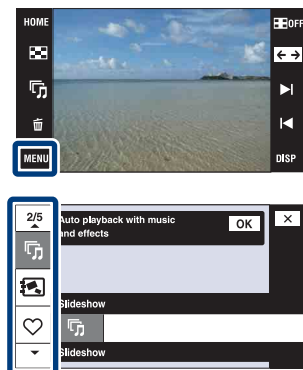 HOME
OFF
MENU
DISP
2/5
Auto playback with music
and effects
OK
Slideshow
Slideshow